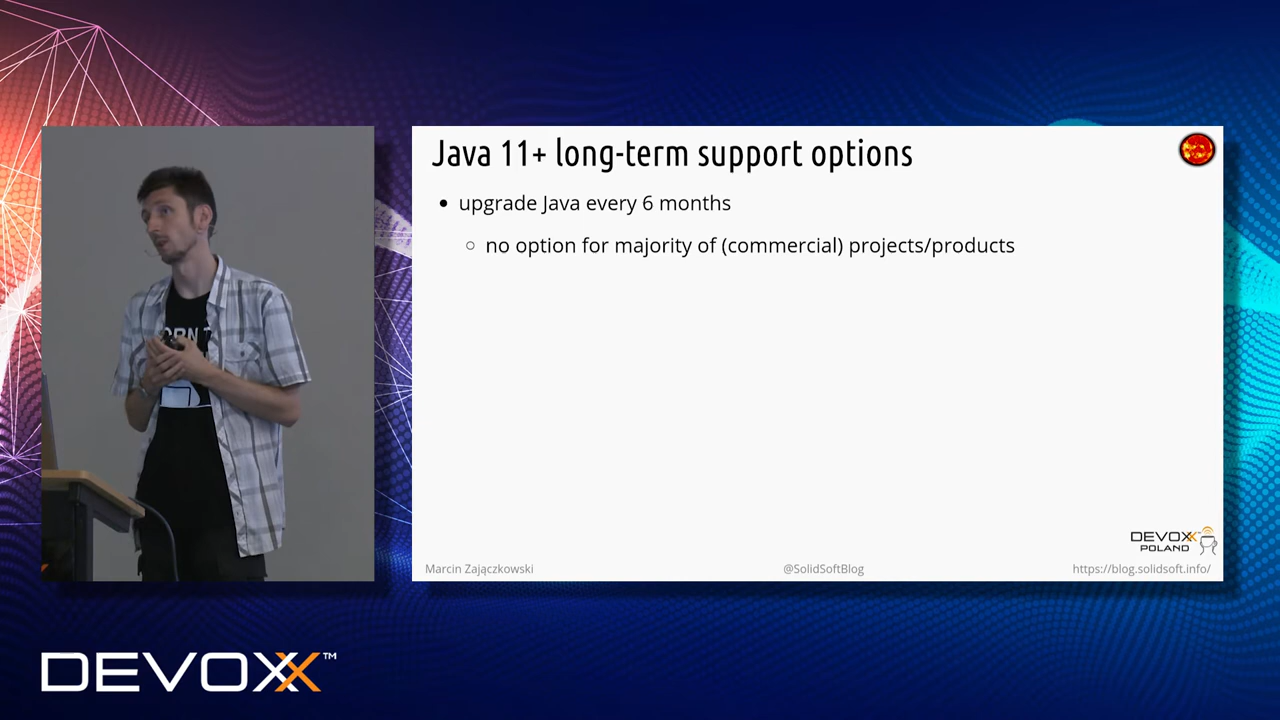 Java 11+ long-term support options
upgrade Java every 6 months
no option for majority of (commercial) projects/products
DEVOXX™
POLAND
Marcin Zajączkowski
@SolidSoftBlog
https://blog.solidsoft.info/
DEVOXX™